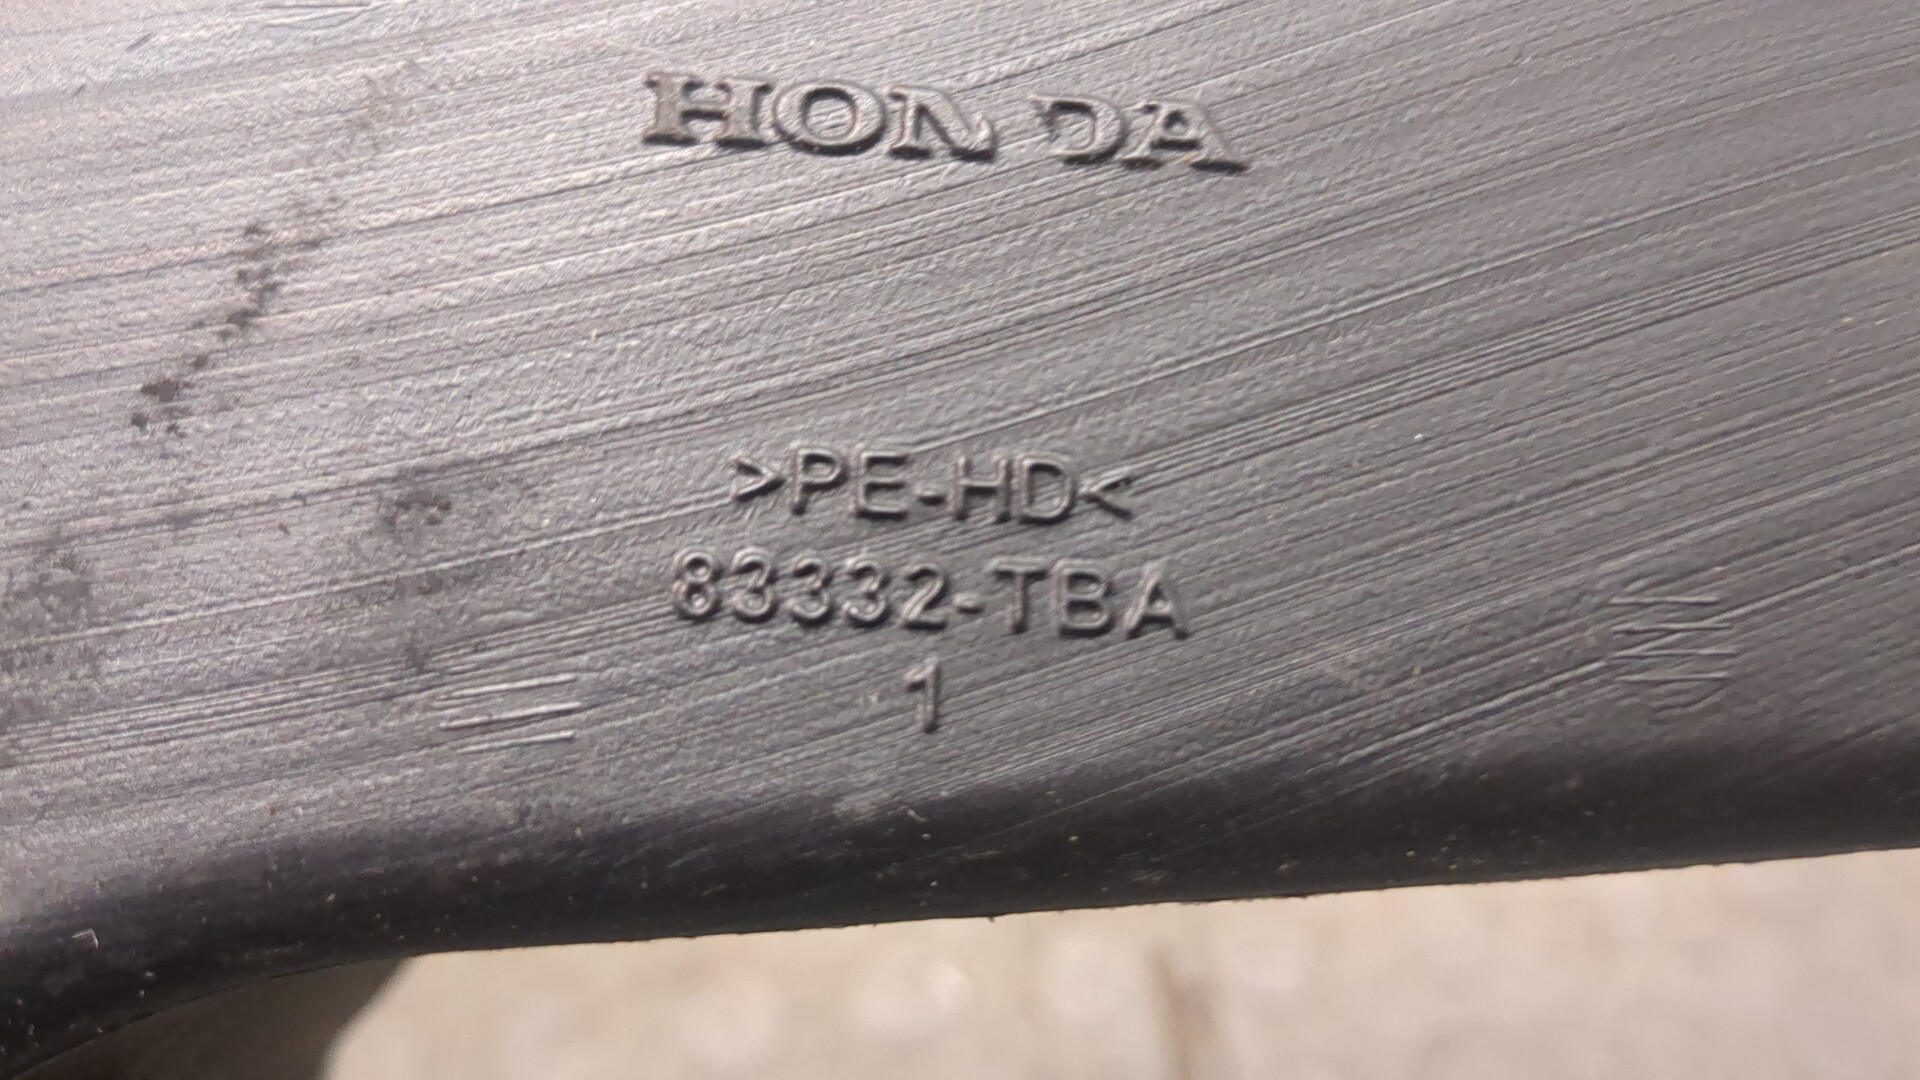 HONDA
>PE-HD<
83332-TBA
1